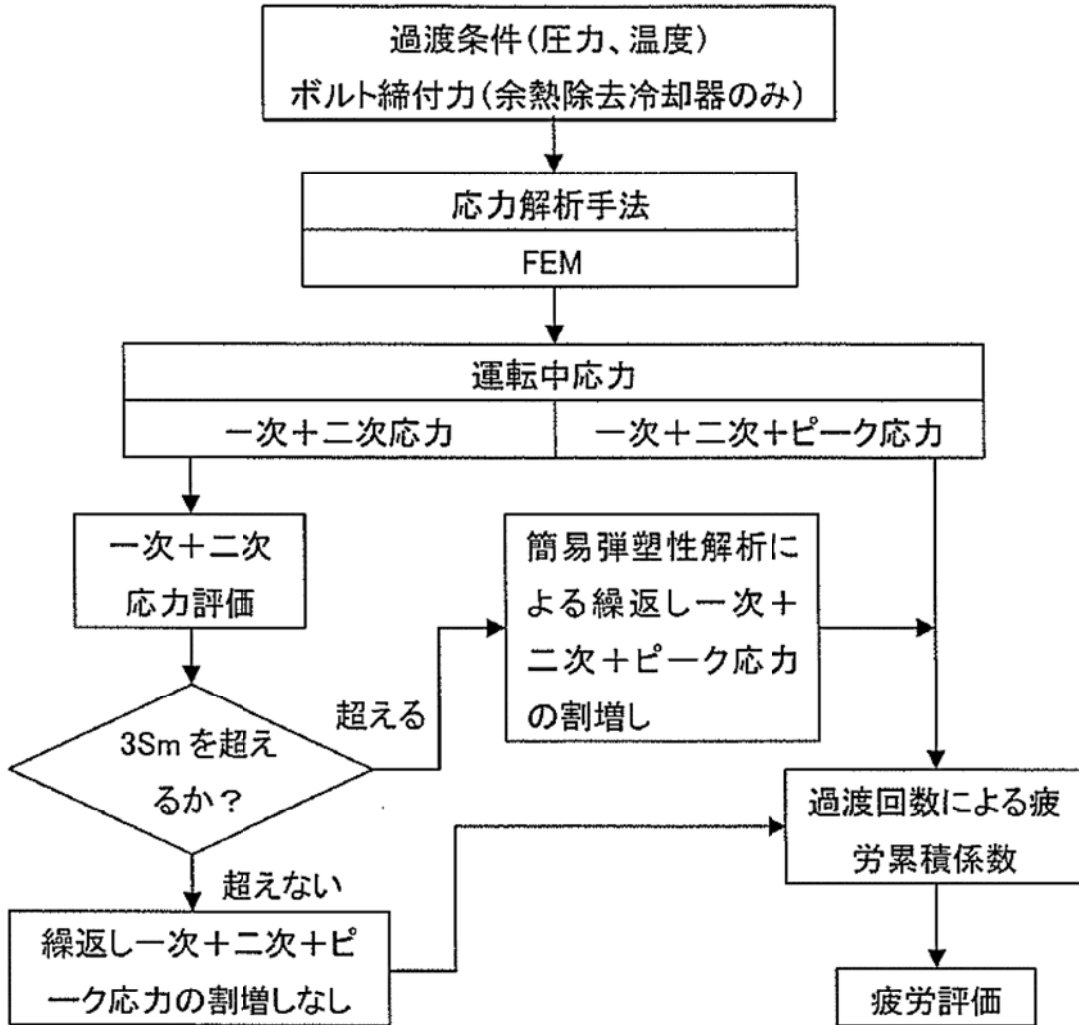 過渡条件(圧力、温度)
ボルト締付力(余熱除去冷却器のみ)
応力解析手法
FEM
運転中応力
一次+二次応力
一次+二次+ピーク応力
一次+二次
応力評価
簡易弾塑性解析に
よる繰返し一次+
二次+ピーク応力
の割増し
超える
3Sm を超え
るか?
超えない
過渡回数による疲
労累積係数
繰返し一次+二次+ピ
ーク応力の割増しなし
疲労評価